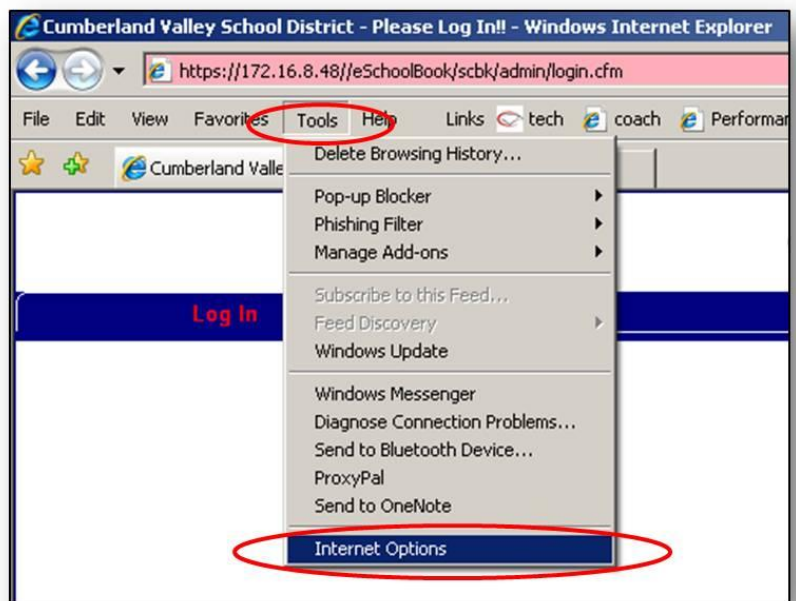 Cumberland Valley School District - Please Log In!! - Windows Internet Explorer
https://172.16.8.48//eSchoolBook/scbk/admin/login.cfm
File Edit View Favorites Tools Help Links tech coach Performan
Cumberland Valle
Delete Browsing History...
Pop-up Blocker
Phishing Filter
Manage Add-ons
Subscribe to this Feed...
Log In
Feed Discovery
Windows Update
Windows Messenger
Diagnose Connection Problems...
Send to Bluetooth Device...
ProxyPal
Send to OneNote
Internet Options